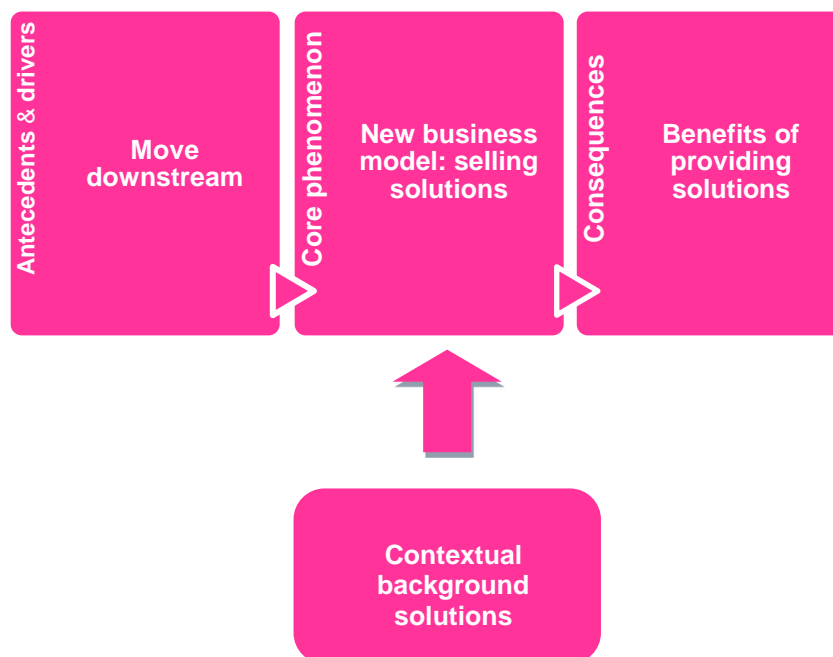 Antecedents & drivers
Move
downstream
Core phenomenon
New business
model: selling
solutions
Consequences
Benefits of
providing
solutions
Contextual
background
solutions